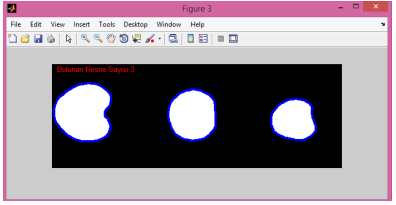 Figure 3
File Edit View Insert Tools Desktop Window Help
Bulunan Nesne Sayısı:3